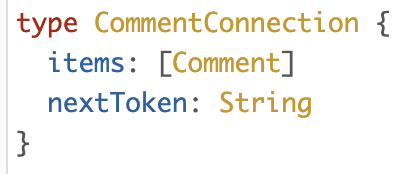 type CommentConnection {
  items: [Comment]
  nextToken: String
}